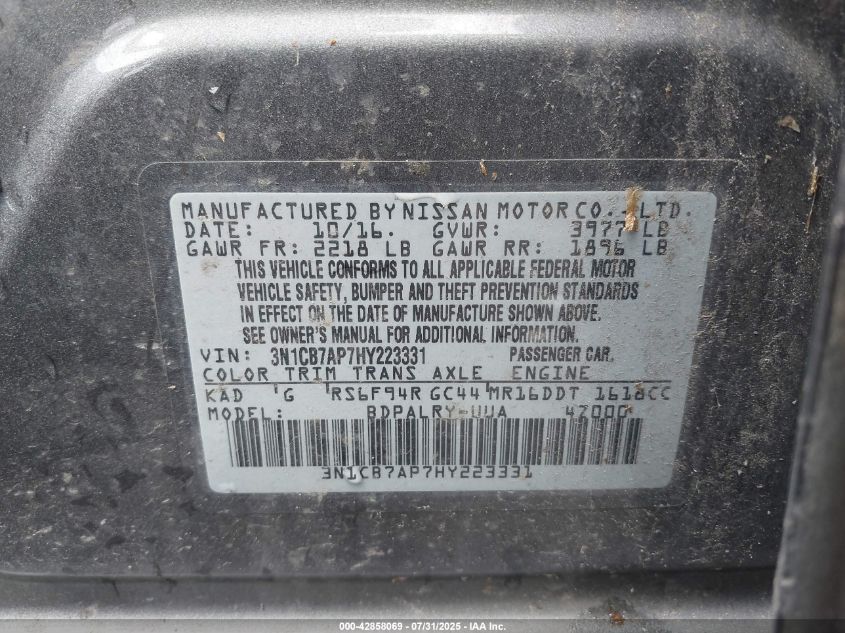 MANUFACTURED BY NISSAN MOTOR CO., LTD.
DATE: 10/16. GVWR: 3977 LB
GAWR FR: 2218 LB GAWR RR: 1896 LB
THIS VEHICLE CONFORMS TO ALL APPLICABLE FEDERAL MOTOR
VEHICLE SAFETY, BUMPER AND THEFT PREVENTION STANDARDS
IN EFFECT ON THE DATE OF MANUFACTURE SHOWN ABOVE.
SEE OWNER'S MANUAL FOR ADDITIONAL INFORMATION.
VIN: 3N1CB7AP7HY223331 PASSENGER CAR.
COLOR TRIM TRANS AXLE ENGINE
KAD G RS6F94R GC44 MR16DDT 1618CC
MODEL: BDPALRY-UUA 47000
3N1CB7AP7HY223331
000-42858069 - 07/31/2025 - IAA Inc.